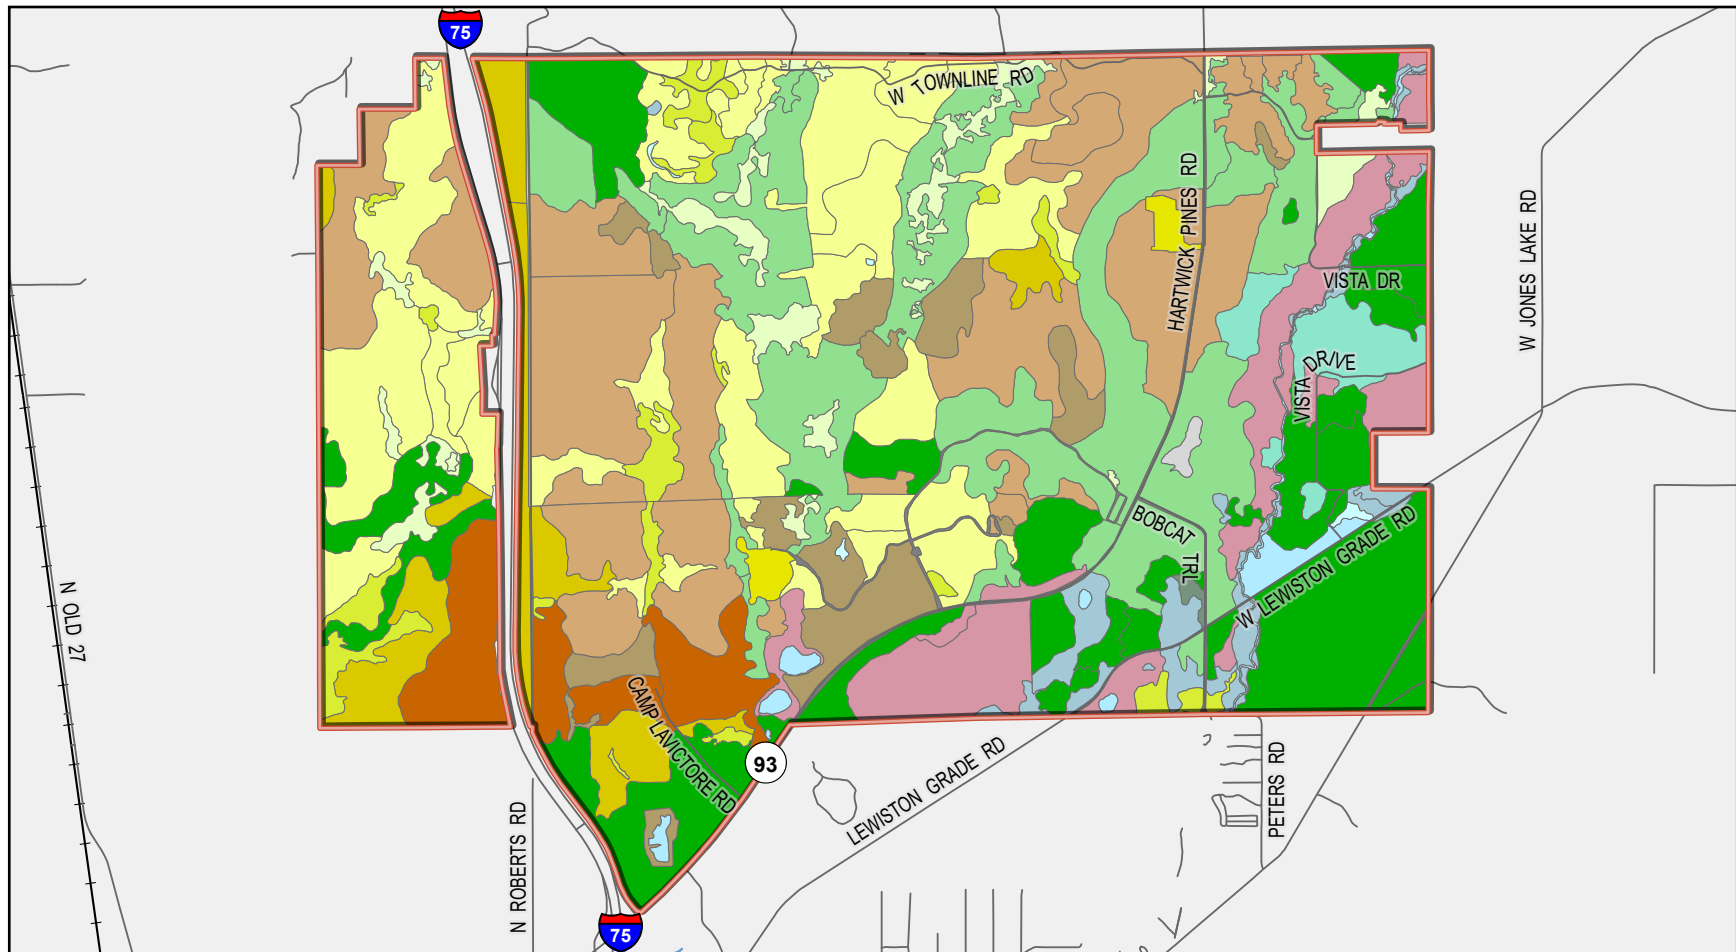 75
W TOWNLINE RD
HARTWICK PINES RD
W JONES LAKE RD
VISTA DR
VISTA DRIVE
BOBCAT TRL
W LEWISTON GRADE RD
N OLD 27
CAMP LAVICTORE RD
93
LEWISTON GRADE RD
PETERS RD
N ROBERTS RD
75